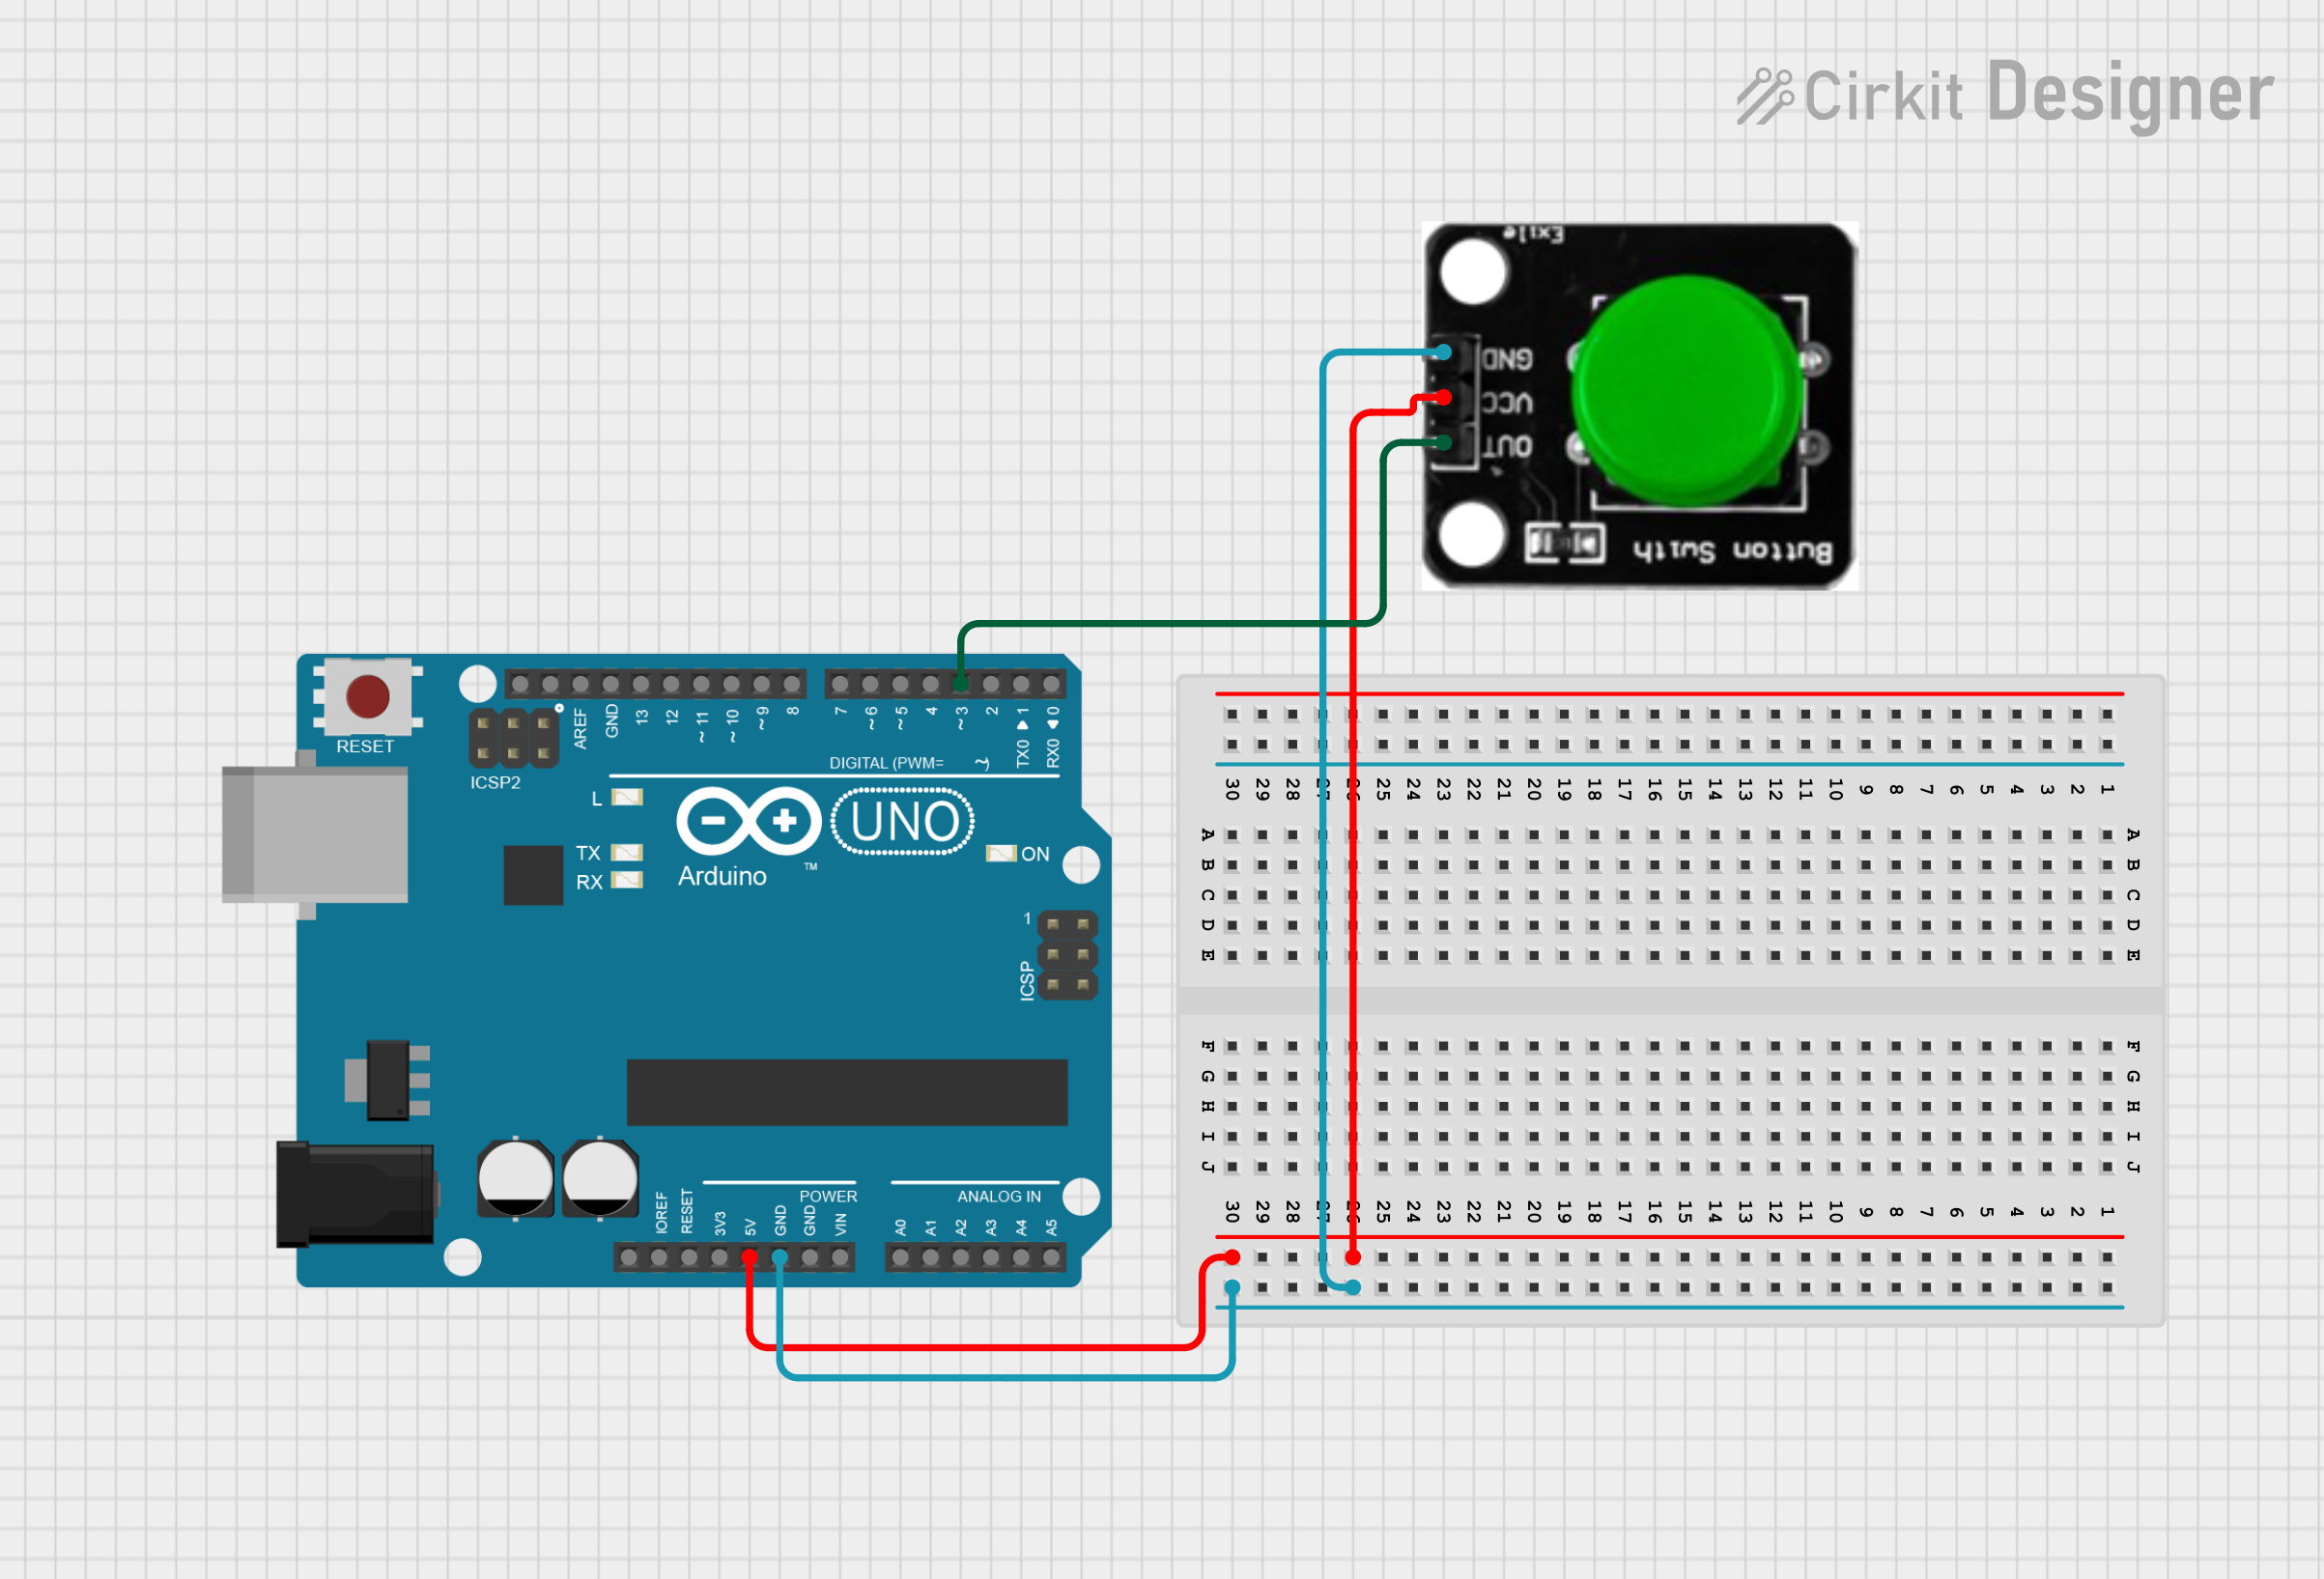 Cirkit Designer
Exile
GND
VCC
OUT
Button Swith
RESET
ICSP2
AREF
GND
13
12
~ 11
~ 10
~ 9
8
7
~ 6
~ 5
4
~ 3
2
TX0 ▶ 1
RX0 ◀ 0
DIGITAL (PWM= ~)
L
TX
RX
Arduino
™
UNO
ON
1
ICSP
30 29 28 27 26 25 24 23 22 21 20 19 18 17 16 15 14 13 12 11 10 9 8 7 6 5 4 3 2 1
A A
B B
C C
D D
E E
F F
G G
H H
I I
J J
30 29 28 27 26 25 24 23 22 21 20 19 18 17 16 15 14 13 12 11 10 9 8 7 6 5 4 3 2 1
POWER
ANALOG IN
IOREF
RESET
3V3
5V
GND
GND
VIN
A0
A1
A2
A3
A4
A5